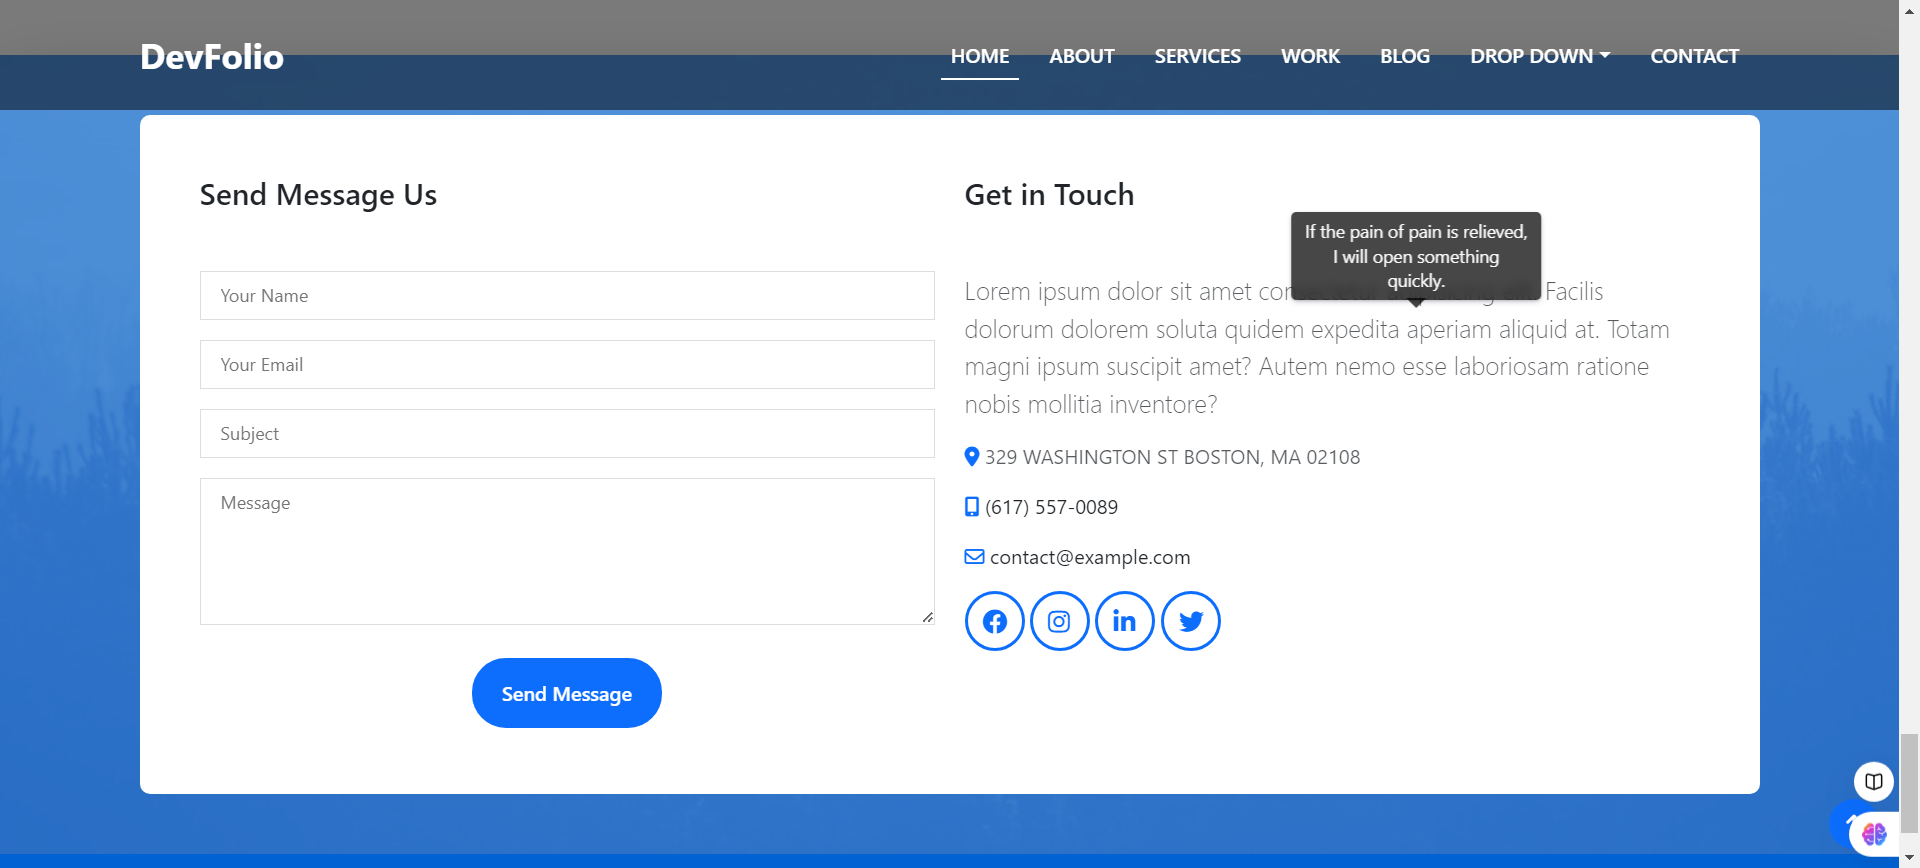 DevFolio
HOME ABOUT SERVICES WORK BLOG DROP DOWN CONTACT
Send Message Us
Your Name
Your Email
Subject
Message
Send Message
Get in Touch
If the pain of pain is relieved,
I will open something
quickly.
Lorem ipsum dolor sit amet Facilis
dolorum dolorem soluta quidem expedita aperiam aliquid at. Totam
magni ipsum suscipit amet? Autem nemo esse laboriosam ratione
nobis mollitia inventore?
329 WASHINGTON ST BOSTON, MA 02108
(617) 557-0089
contact@example.com